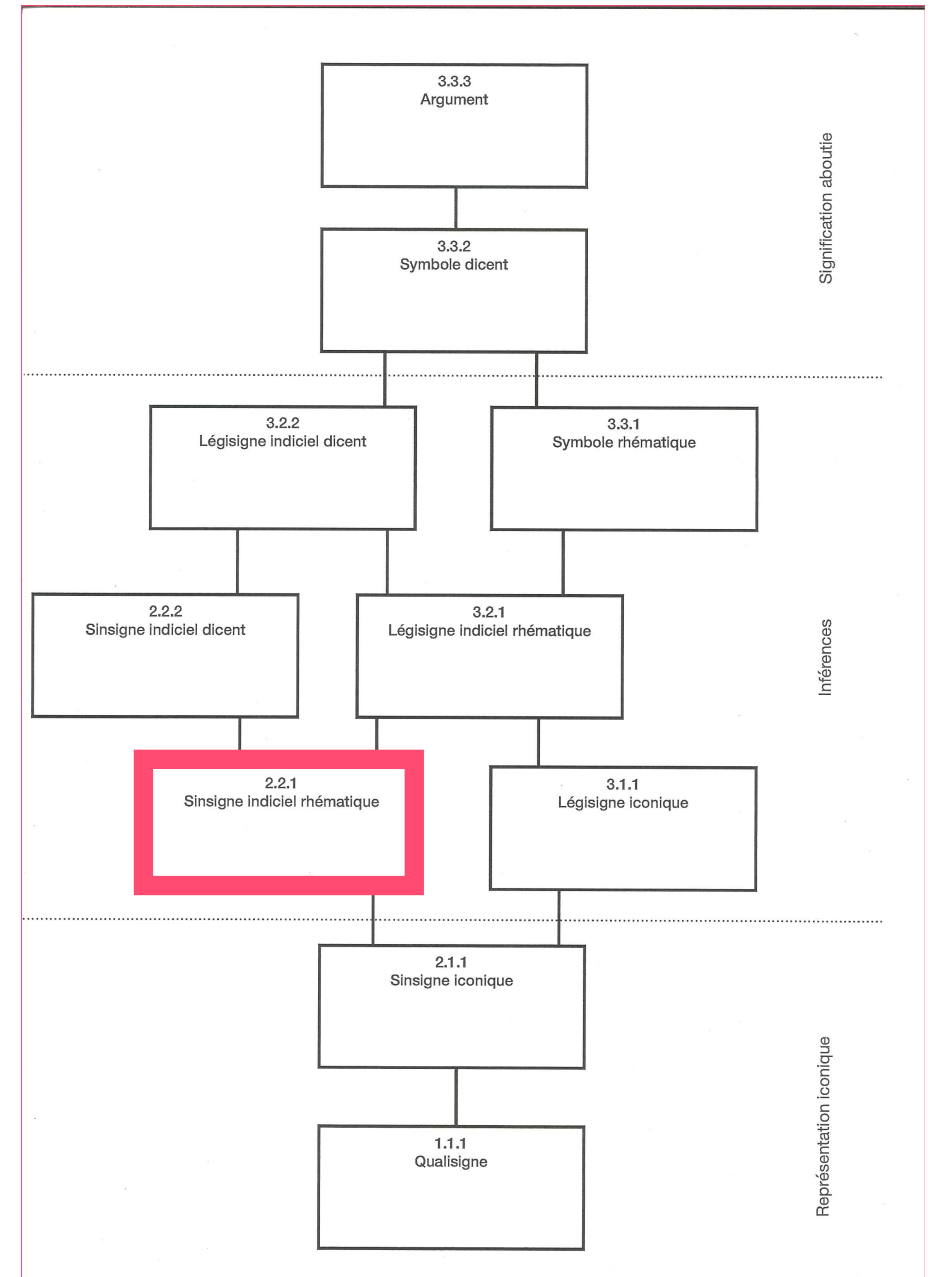 3.3.3
Argument
Signification aboutie
3.3.2
Symbole dicent
3.2.2
Légisigne indiciel dicent
3.3.1
Symbole rhématique
2.2.2
Sinsigne indiciel dicent
3.2.1
Légisigne indiciel rhématique
Inférences
2.2.1
Sinsigne indiciel rhématique
3.1.1
Légisigne iconique
2.1.1
Sinsigne iconique
Représentation iconique
1.1.1
Qualisigne